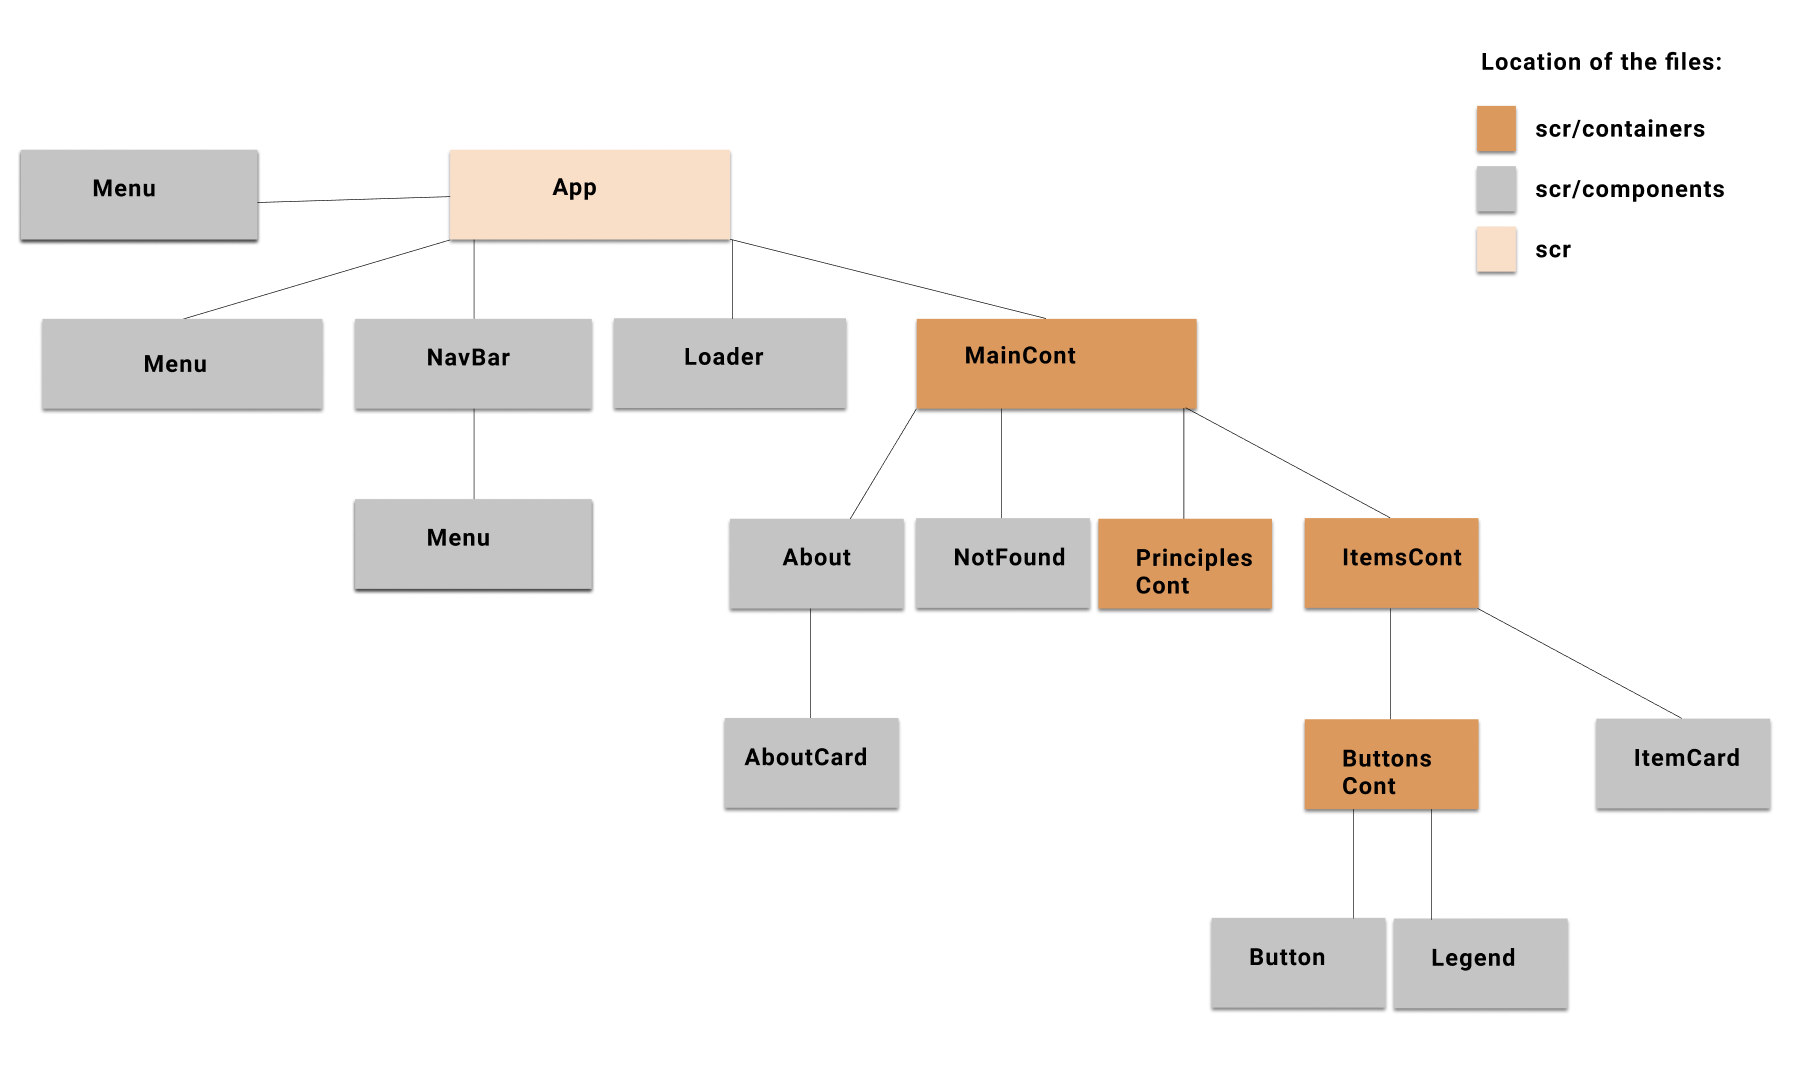 Location of the files:
scr/containers
scr/components
scr
Menu
App
Menu
NavBar
Loader
MainCont
Menu
About
NotFound
Principles
Cont
ItemsCont
AboutCard
Buttons
Cont
ItemCard
Button
Legend